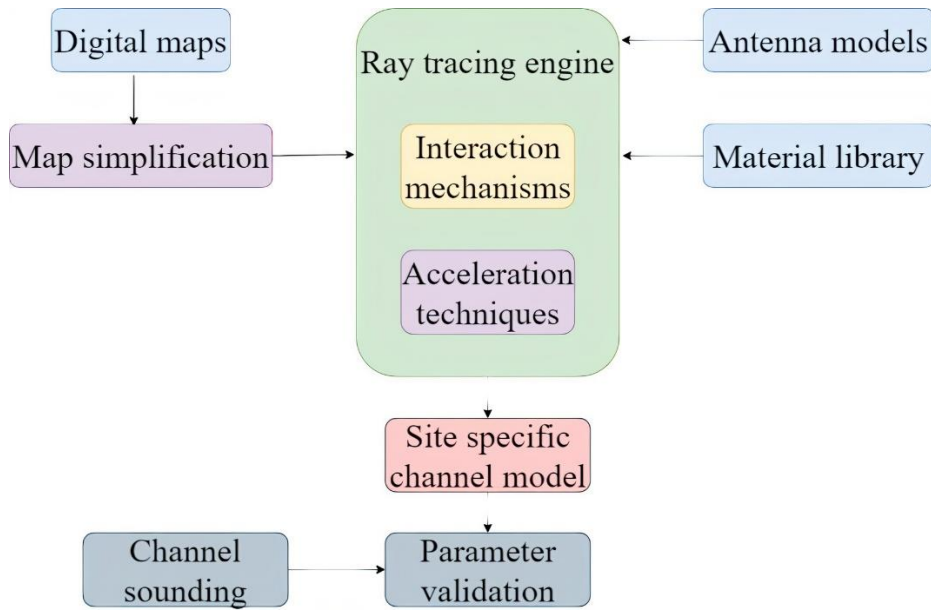 Digital maps
Map simplification
Ray tracing engine
Interaction
mechanisms
Acceleration
techniques
Antenna models
Material library
Site specific
channel model
Channel
sounding
Parameter
validation